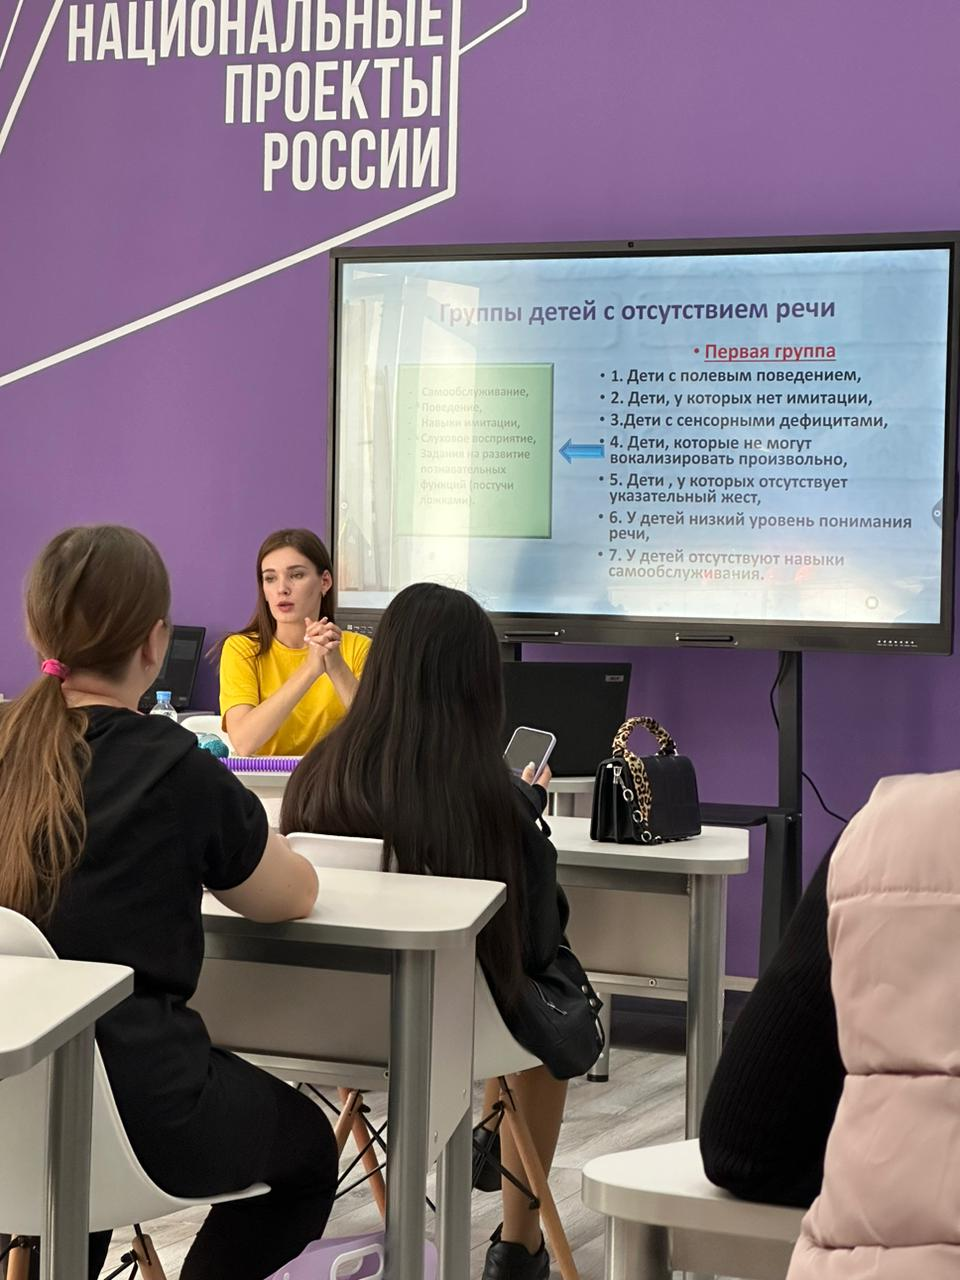 НАЦИОНАЛЬНЫЕ
ПРОЕКТЫ
РОССИИ
Группы детей с отсутствием речи
• Первая группа
• 1. Дети с полевым поведением,
• 2. Дети, у которых нет имитации,
• 3.Дети с сенсорными дефицитами,
• 4. Дети, которые не могут
вокализировать произвольно,
• 5. Дети , у которых отсутствует
указательный жест,
• 6. У детей низкий уровень понимания
речи,
• 7. У детей отсутствуют навыки
самообслуживания.
- Самообслуживание,
- Поведение,
- Навыки имитации,
- Слуховое восприятие,
- Задания на развитие
познавательных
функций (постучи
ложками).
acer